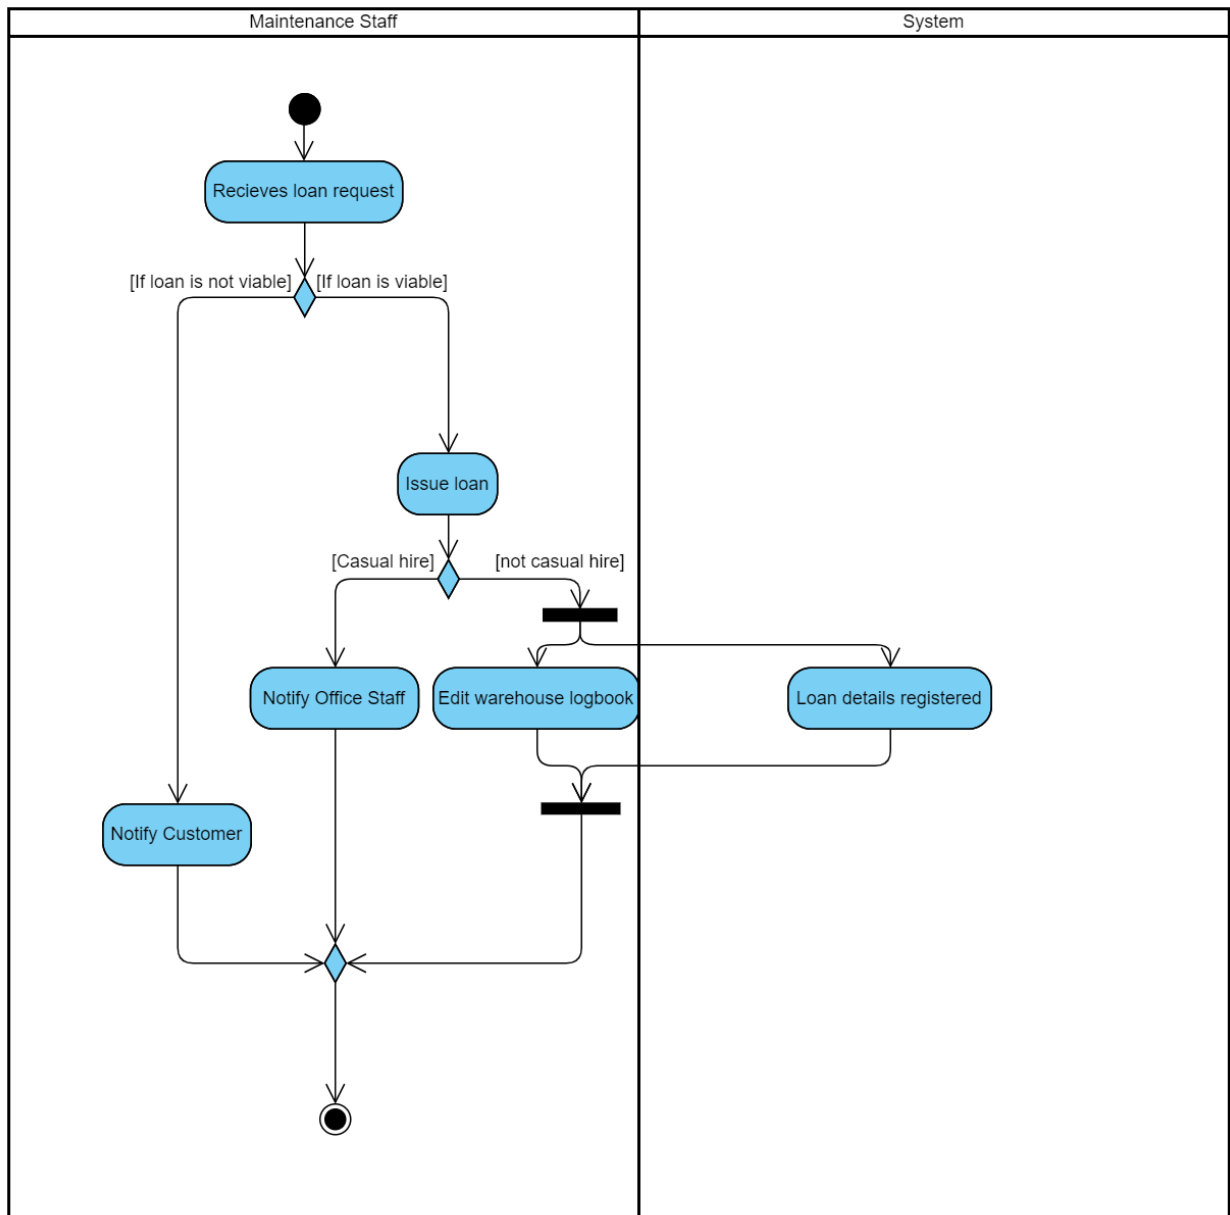 Maintenance Staff
System
Recieves loan request
[If loan is not viable]
[If loan is viable]
Issue loan
[Casual hire]
[not casual hire]
Notify Office Staff
Edit warehouse logbook
Loan details registered
Notify Customer